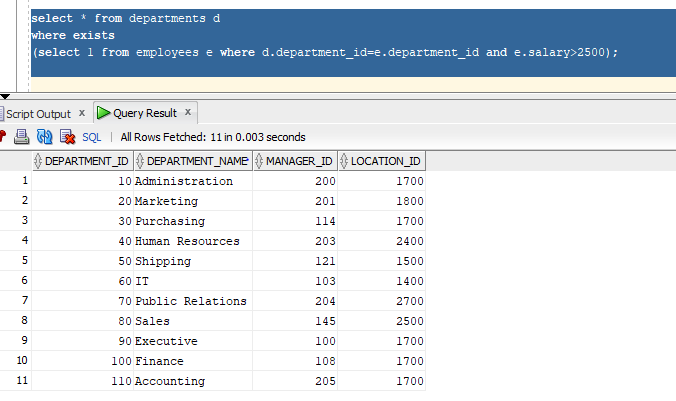 select * from departments d
where exists
(select 1 from employees e where d.department_id=e.department_id and e.salary>2500);
Script Output x Query Result x
SQL | All Rows Fetched: 11 in 0.003 seconds
DEPARTMENT_ID DEPARTMENT_NAME MANAGER_ID LOCATION_ID
1 10 Administration 200 1700
2 20 Marketing 201 1800
3 30 Purchasing 114 1700
4 40 Human Resources 203 2400
5 50 Shipping 121 1500
6 60 IT 103 1400
7 70 Public Relations 204 2700
8 80 Sales 145 2500
9 90 Executive 100 1700
10 100 Finance 108 1700
11 110 Accounting 205 1700